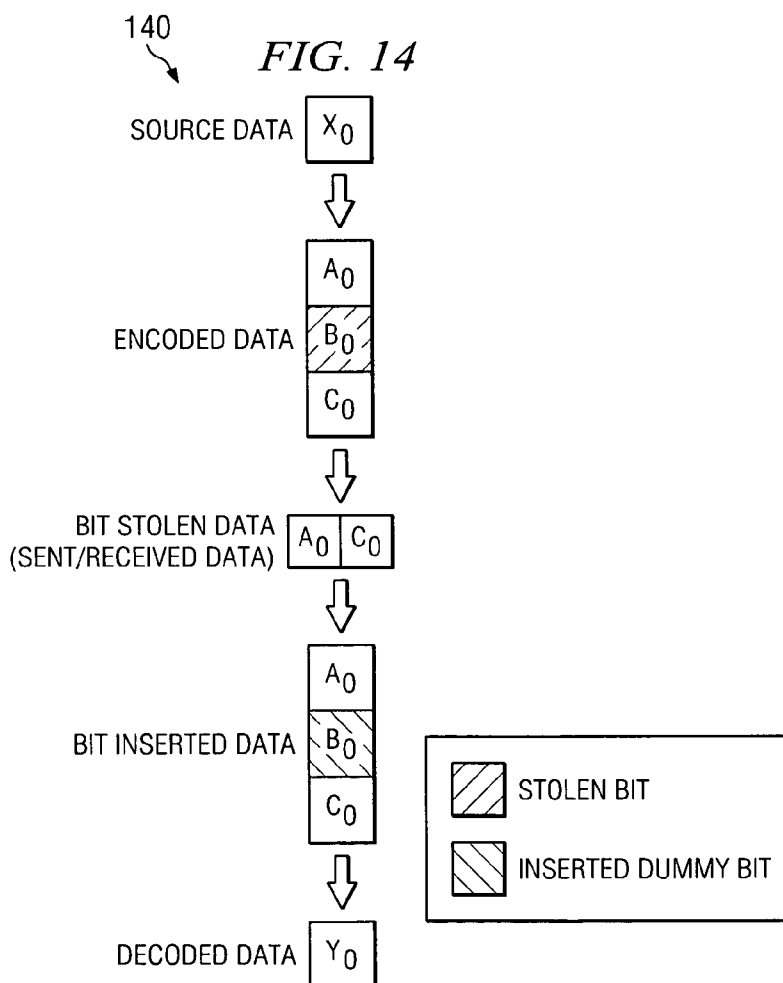 140
FIG. 14
SOURCE DATA X0
A0
ENCODED DATA B0
C0
BIT STOLEN DATA
(SENT/RECEIVED DATA) A0 C0
A0
BIT INSERTED DATA B0
C0
STOLEN BIT
INSERTED DUMMY BIT
DECODED DATA Y0